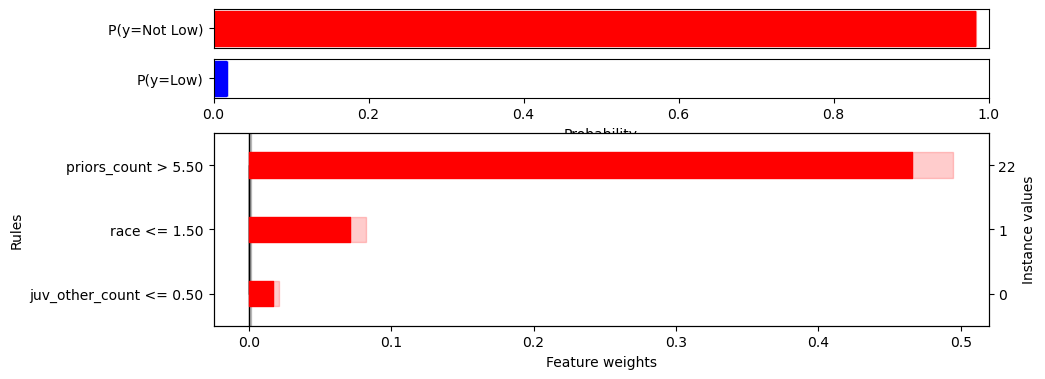 P(y=Not Low)
P(y=Low)
0.0 0.2 0.4 0.6 0.8 1.0
Probability
priors_count > 5.50 22
race <= 1.50 1
juv_other_count <= 0.50 0
Rules
Instance values
0.0 0.1 0.2 0.3 0.4 0.5
Feature weights